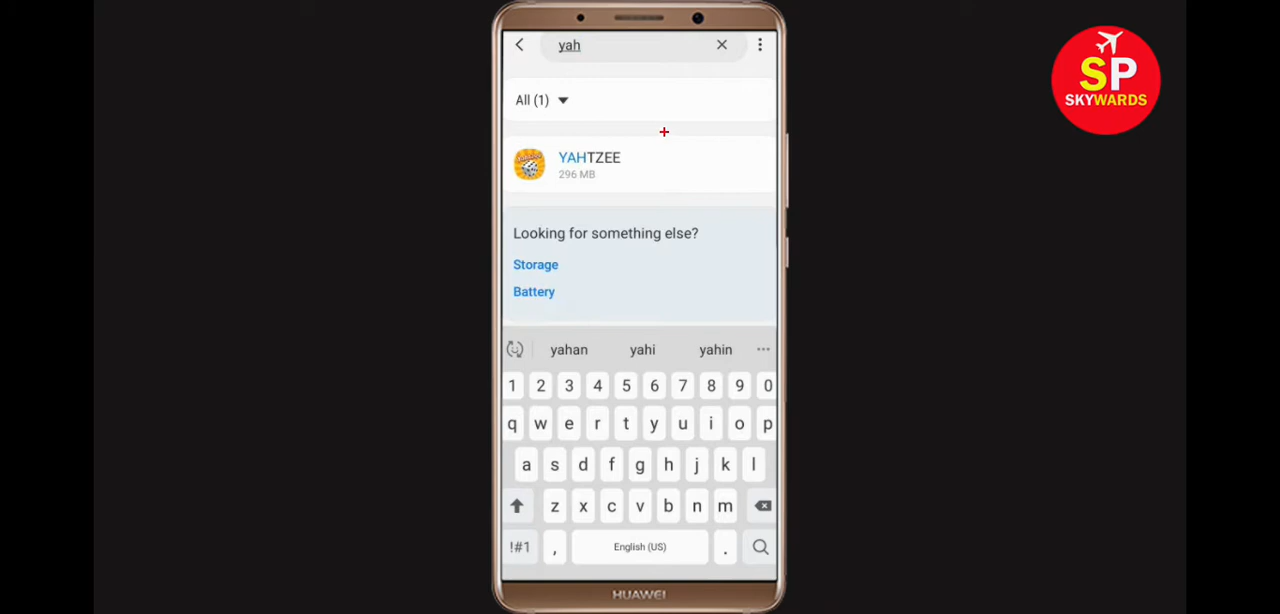 yah
All (1)
YAHTZEE
296 MB
Looking for something else?
Storage
Battery
yahan yahi yahin
1 2 3 4 5 6 7 8 9 0
q w e r t y u i o p
a s d f g h j k l
z x c v b n m
!#1 , English (US) .
HUAWEI
SP
SKYWARDS